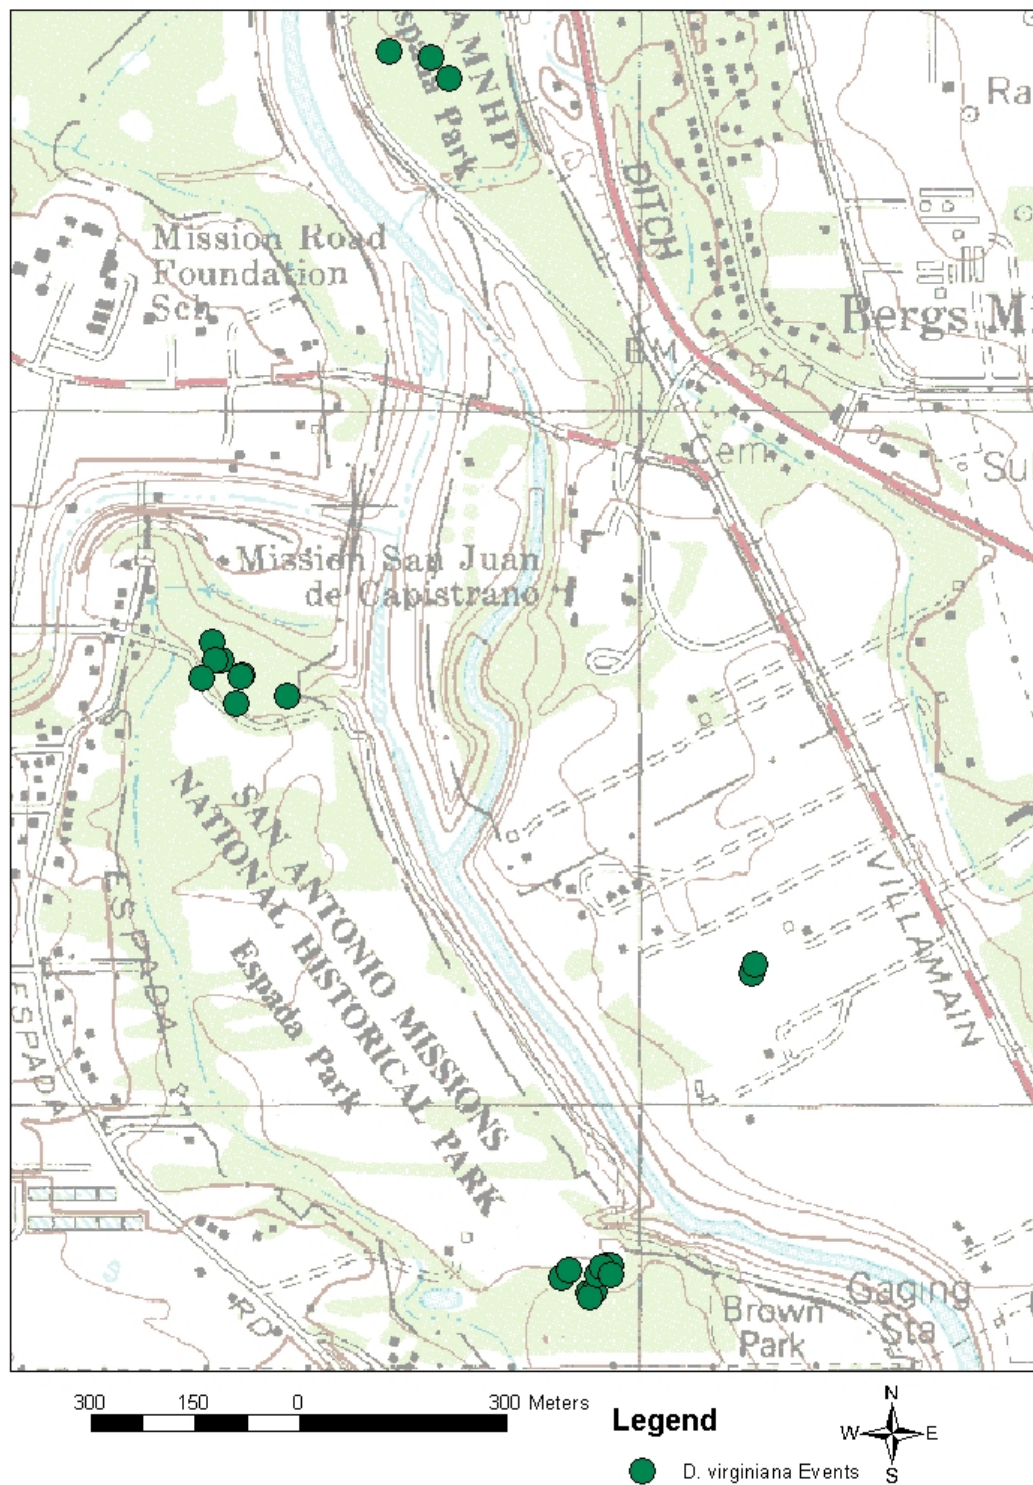 A MNHP
Espada Park
Ra
DITCH
Mission Road
Foundation
Sch
Bergs M
BM
547
Cem
Su
Mission San Juan
de Capistrano
SAN ANTONIO MISSIONS
NATIONAL HISTORICAL PARK
Espada Park
ESPADA
ESPADA
RD
VILLAMAIN
S
Brown
Park
Gaging
Sta
300 150 0 300 Meters
Legend
D. virginiana Events
N
W E
S